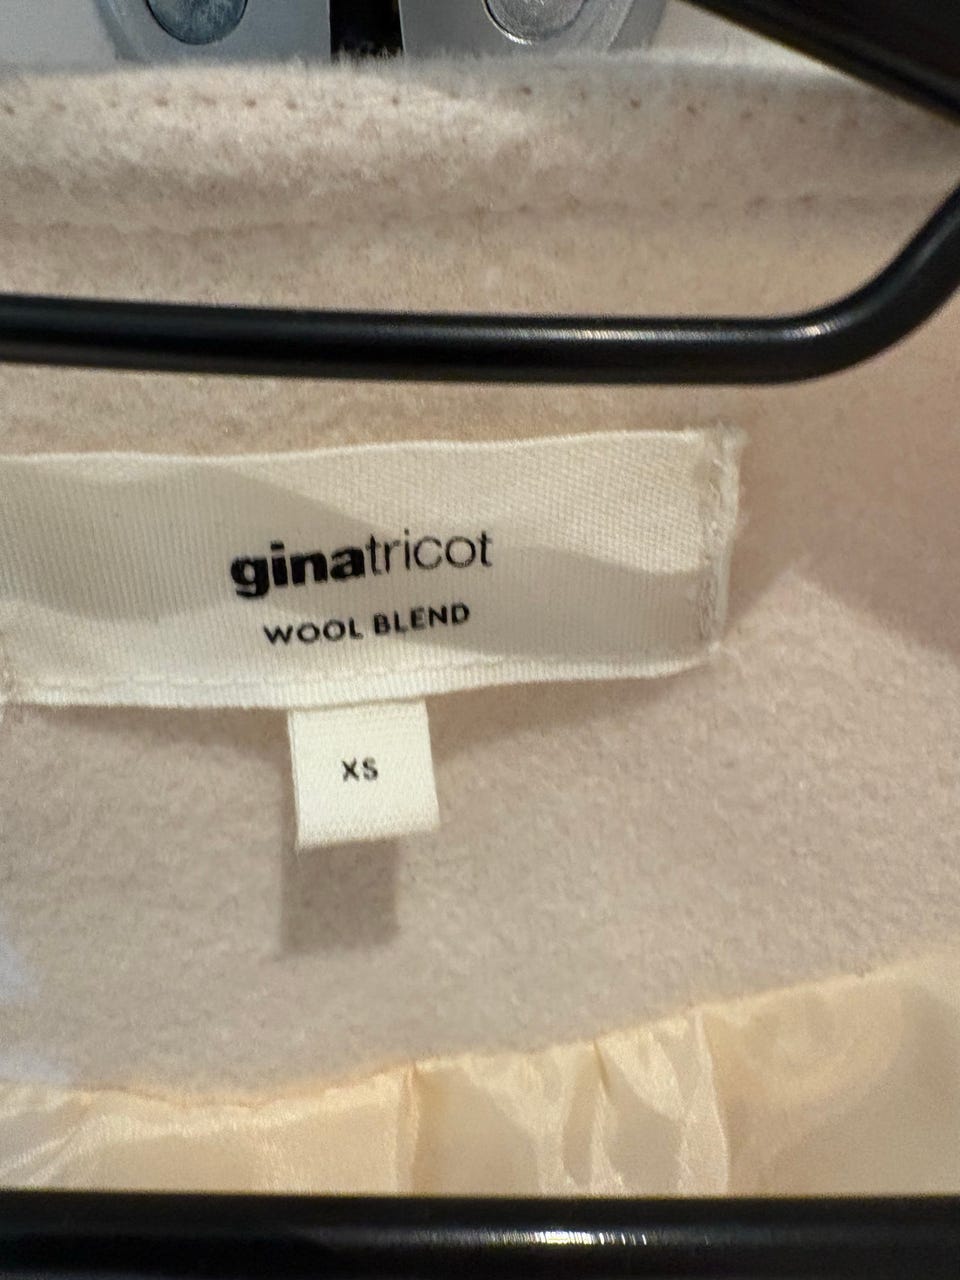 ginatricot
WOOL BLEND
XS